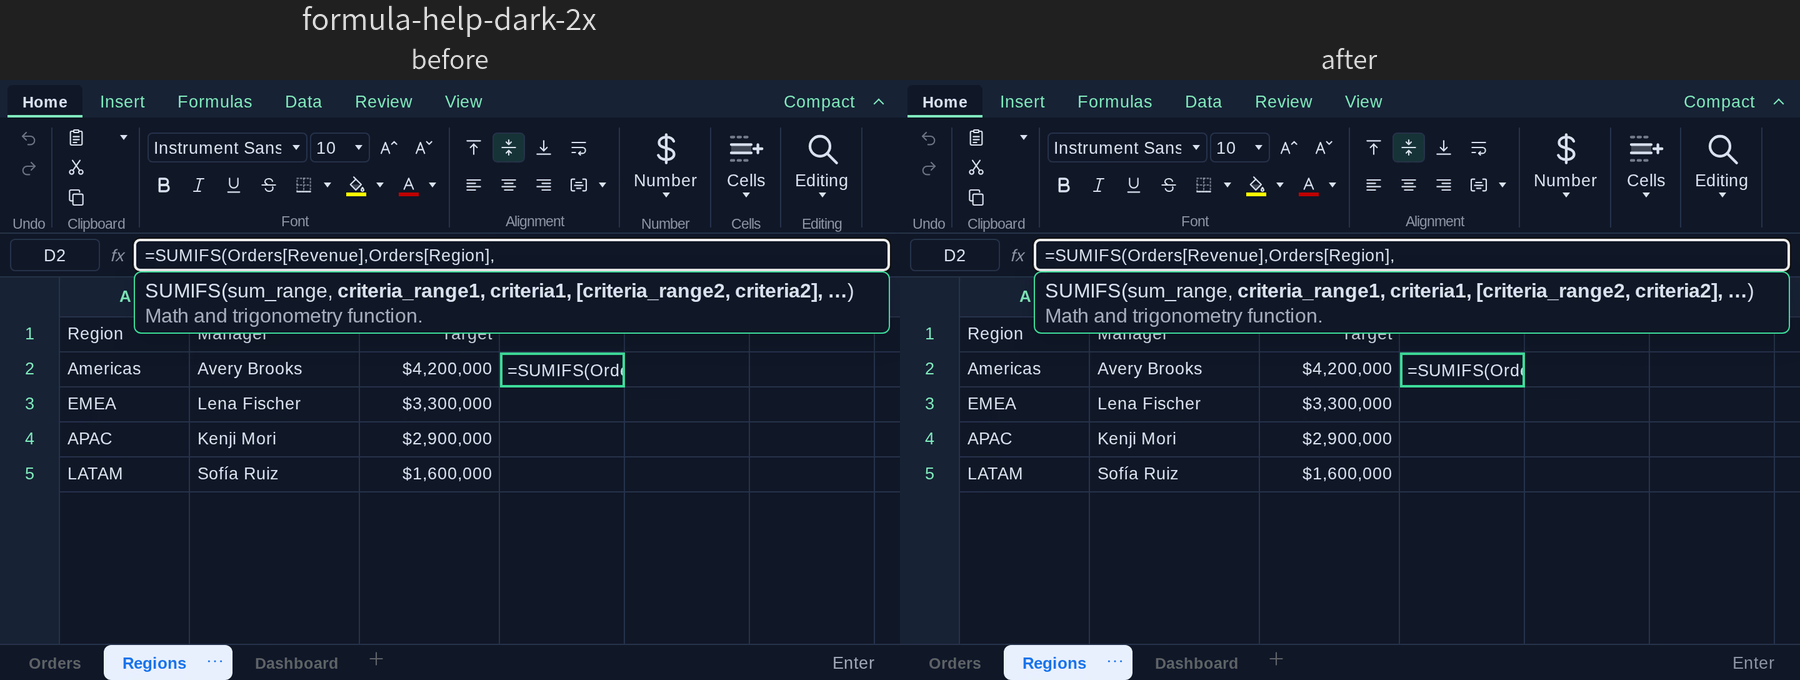 formula-help-dark-2x
before
after
Home Insert Formulas Data Review View Compact
Instrument Sans 10
Number Cells Editing
Undo Clipboard Font Alignment Number Cells Editing
D2 fx =SUMIFS(Orders[Revenue],Orders[Region],
SUMIFS(sum_range, criteria_range1, criteria1, [criteria_range2, criteria2], …)
Math and trigonometry function.
A
1 Region Manager Target
2 Americas Avery Brooks $4,200,000 =SUMIFS(Orde
3 EMEA Lena Fischer $3,300,000
4 APAC Kenji Mori $2,900,000
5 LATAM Sofía Ruiz $1,600,000
Orders Regions ... Dashboard + Enter
Home Insert Formulas Data Review View Compact
Instrument Sans 10
Number Cells Editing
Undo Clipboard Font Alignment
D2 fx =SUMIFS(Orders[Revenue],Orders[Region],
SUMIFS(sum_range, criteria_range1, criteria1, [criteria_range2, criteria2], …)
Math and trigonometry function.
A
1 Region Manager Target
2 Americas Avery Brooks $4,200,000 =SUMIFS(Orde
3 EMEA Lena Fischer $3,300,000
4 APAC Kenji Mori $2,900,000
5 LATAM Sofía Ruiz $1,600,000
Orders Regions ... Dashboard + Enter